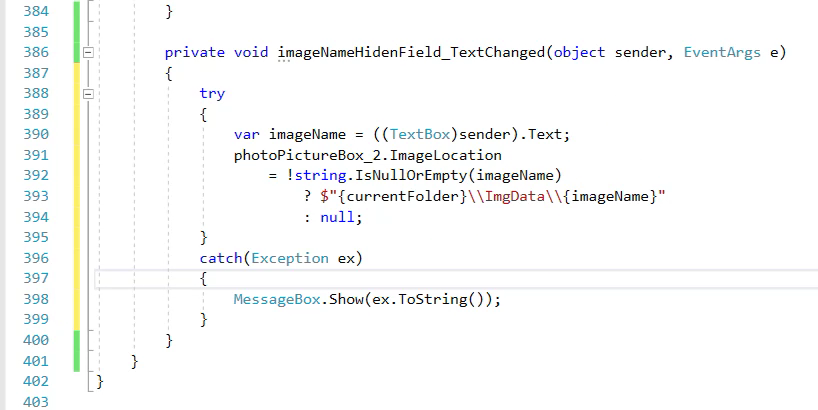 384 }
385
386 private void imageNameHidenField_TextChanged(object sender, EventArgs e)
387 {
388 try
389 {
390 var imageName = ((TextBox)sender).Text;
391 photoPictureBox_2.ImageLocation
392 = !string.IsNullOrEmpty(imageName)
393 ? $"{currentFolder}\\ImgData\\{imageName}"
394 : null;
395 }
396 catch(Exception ex)
397 {
398 MessageBox.Show(ex.ToString());
399 }
400 }
401 }
402 }
403